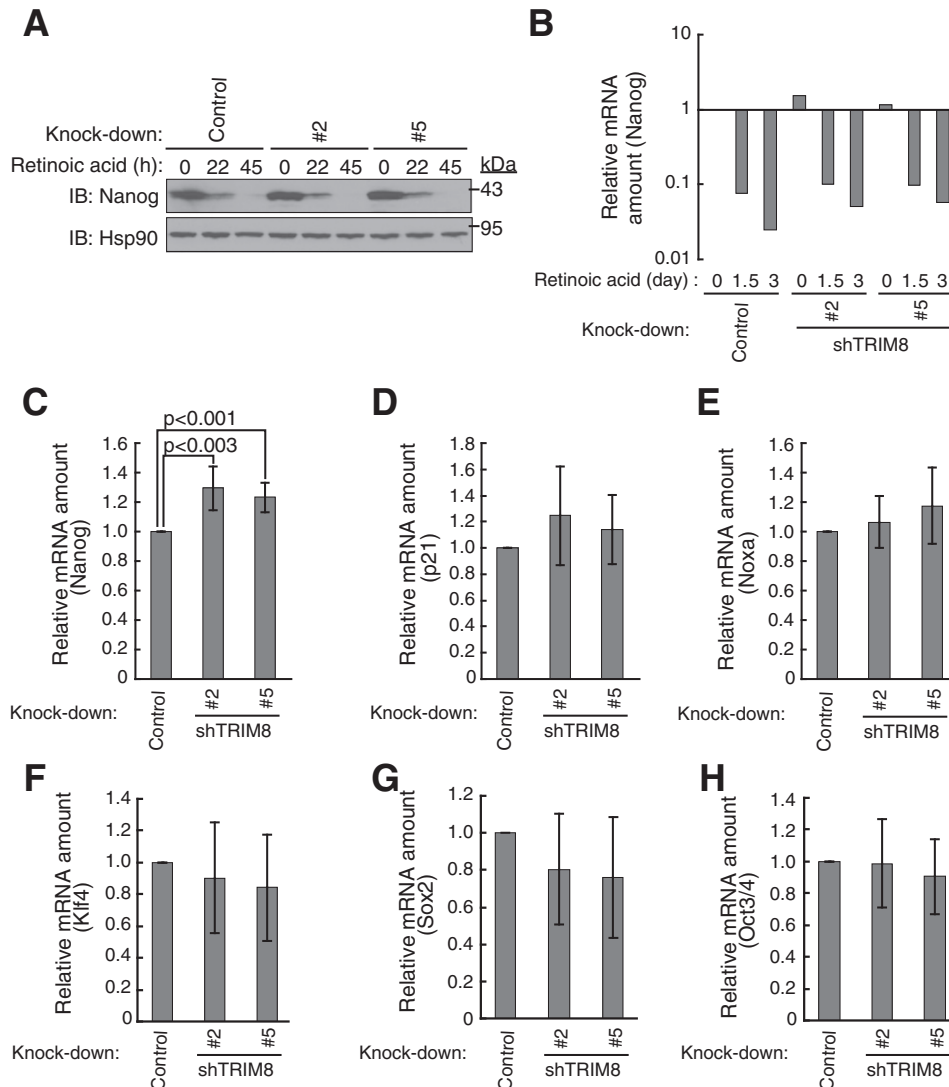 A
Control
Knock-down: #2 #5
Retinoic acid (h): 0 22 45 0 22 45 0 22 45 kDa
IB: Nanog 43
IB: Hsp90 95
B
Relative mRNA
amount (Nanog)
10
1
0.1
0.01
Retinoic acid (day) : 0 1.5 3 0 1.5 3 0 1.5 3
Knock-down: Control #2 #5
shTRIM8
C
p<0.001
p<0.003
Relative mRNA amount
(Nanog)
1.6
1.4
1.2
1.0
0.8
0.6
0.4
0.2
0
Knock-down: Control #2 #5
shTRIM8
D
Relative mRNA amount
(p21)
1.8
1.6
1.4
1.2
1.0
0.8
0.6
0.4
0.2
0
Knock-down: Control #2 #5
shTRIM8
E
Relative mRNA amount
(Noxa)
1.6
1.4
1.2
1.0
0.8
0.6
0.4
0.2
0
Knock-down: Control #2 #5
shTRIM8
F
Relative mRNA amount
(Klf4)
1.4
1.2
1.0
0.8
0.6
0.4
0.2
0
Knock-down: Control #2 #5
shTRIM8
G
Relative mRNA amount
(Sox2)
1.2
1.0
0.8
0.6
0.4
0.2
0
Knock-down: Control #2 #5
shTRIM8
H
Relative mRNA amount
(Oct3/4)
1.4
1.2
1.0
0.8
0.6
0.4
0.2
0
Knock-down: Control #2 #5
shTRIM8